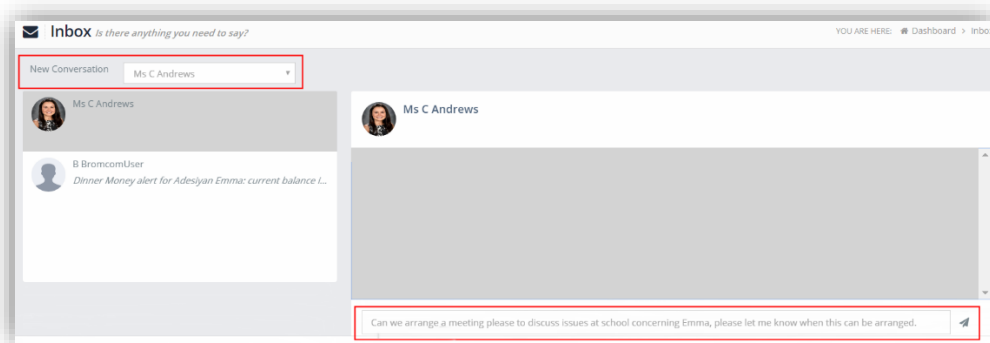 Inbox Is there anything you need to say?
YOU ARE HERE: Dashboard > Inbo
New Conversation Ms C Andrews
Ms C Andrews
B BromcomUser
Dinner Money alert for Adesiyan Emma: current balance i...
Ms C Andrews
Can we arrange a meeting please to discuss issues at school concerning Emma, please let me know when this can be arranged.